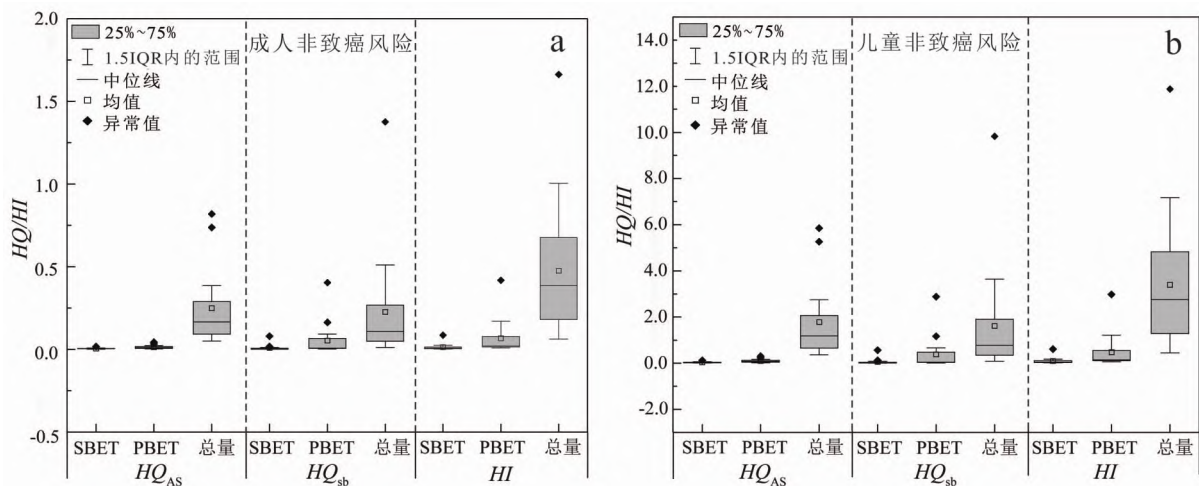 2.0
1.5
1.0
0.5
0.0
-0.5
HQ/HI
25%~75%
1.5IQR内的范围
中位线
均值
异常值
成人非致癌风险
a
SBET PBET 总量 SBET PBET 总量 SBET PBET 总量
HQAS HQsb HI
14.0
12.0
10.0
8.0
6.0
4.0
2.0
0.0
-2.0
HQ/HI
25%~75%
1.5IQR内的范围
中位线
均值
异常值
儿童非致癌风险
b
SBET PBET 总量 SBET PBET 总量 SBET PBET 总量
HQAS HQsb HI